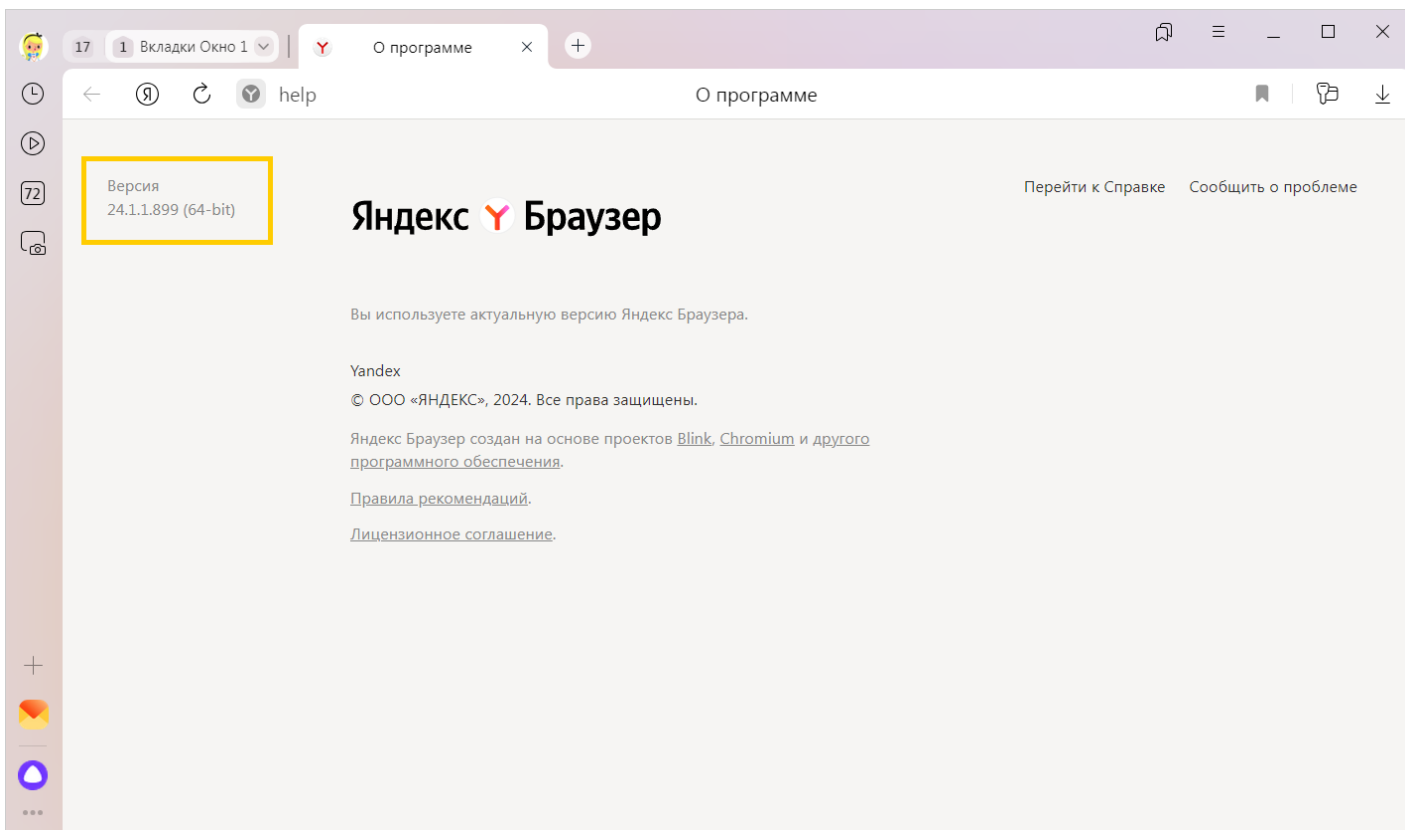 17 1 Вкладки Окно 1 Y О программе
Я Y help О программе
72
Версия
24.1.1.899 (64-bit)
Перейти к Справке Сообщить о проблеме
Яндекс Y Браузер
Вы используете актуальную версию Яндекс Браузера.
Yandex
© ООО «ЯНДЕКС», 2024. Все права защищены.
Яндекс Браузер создан на основе проектов Blink, Chromium и другого
программного обеспечения.
Правила рекомендаций.
Лицензионное соглашение.